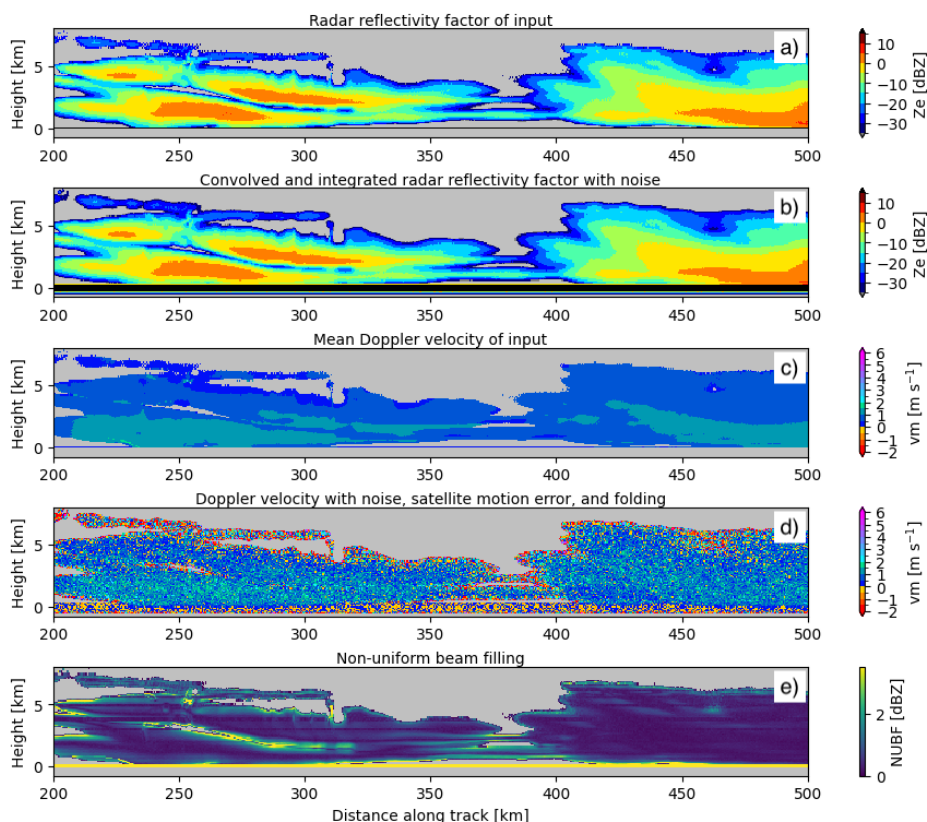 Radar reflectivity factor of input
a)
Height [km]
5
0
200 250 300 350 400 450 500
10
0
−10
−20
−30
Ze [dBZ]
Convolved and integrated radar reflectivity factor with noise
b)
Height [km]
5
0
200 250 300 350 400 450 500
10
0
−10
−20
−30
Ze [dBZ]
Mean Doppler velocity of input
c)
Height [km]
5
0
200 250 300 350 400 450 500
6
5
4
3
2
1
0
−1
−2
vm [m s⁻¹]
Doppler velocity with noise, satellite motion error, and folding
d)
Height [km]
5
0
200 250 300 350 400 450 500
6
5
4
3
2
1
0
−1
−2
vm [m s⁻¹]
Non-uniform beam filling
e)
Height [km]
5
0
200 250 300 350 400 450 500
Distance along track [km]
2
0
NUBF [dBZ]